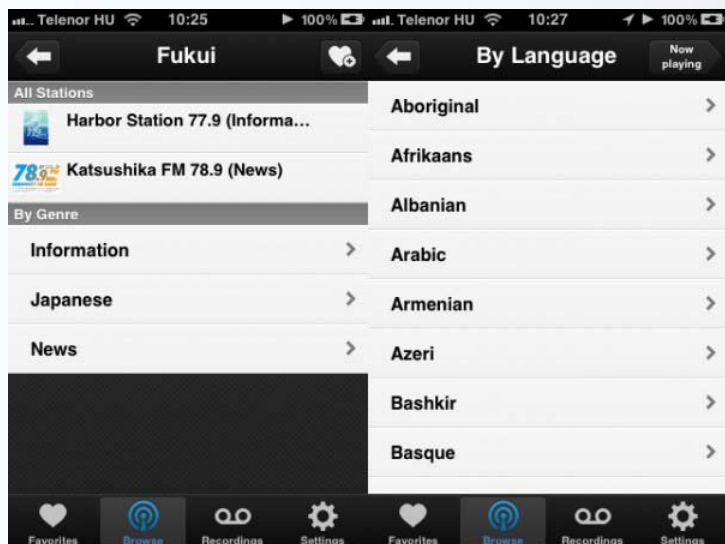 Telenor HU 10:25 100%
Fukui
All Stations
Harbor Station 77.9 (Informa...
78.9 Katsushika FM 78.9 (News)
By Genre
Information
Japanese
News
Favorites Browse Recordings Settings
Telenor HU 10:27 100%
By Language
Now playing
Aboriginal
Afrikaans
Albanian
Arabic
Armenian
Azeri
Bashkir
Basque
Favorites Browse Recordings Settings